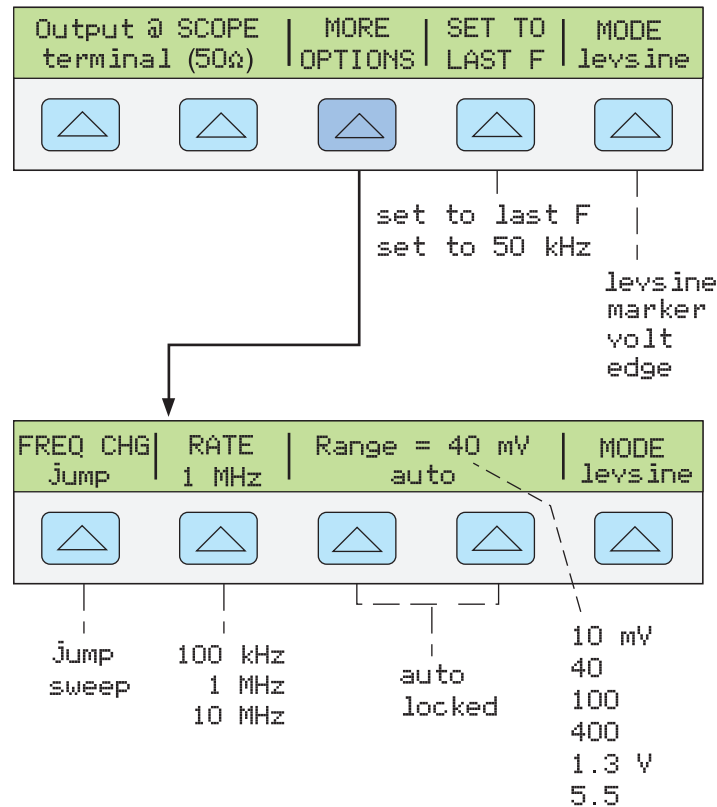 Output @ SCOPE
terminal (50Ω)
MORE
OPTIONS
SET TO
LAST F
MODE
levsine
set to last F
set to 50 kHz
levsine
marker
volt
edge
FREQ CHG
jump
RATE
1 MHz
Range = 40 mV
auto
MODE
levsine
jump
sweep
100 kHz
1 MHz
10 MHz
auto
locked
10 mV
40
100
400
1.3 V
5.5